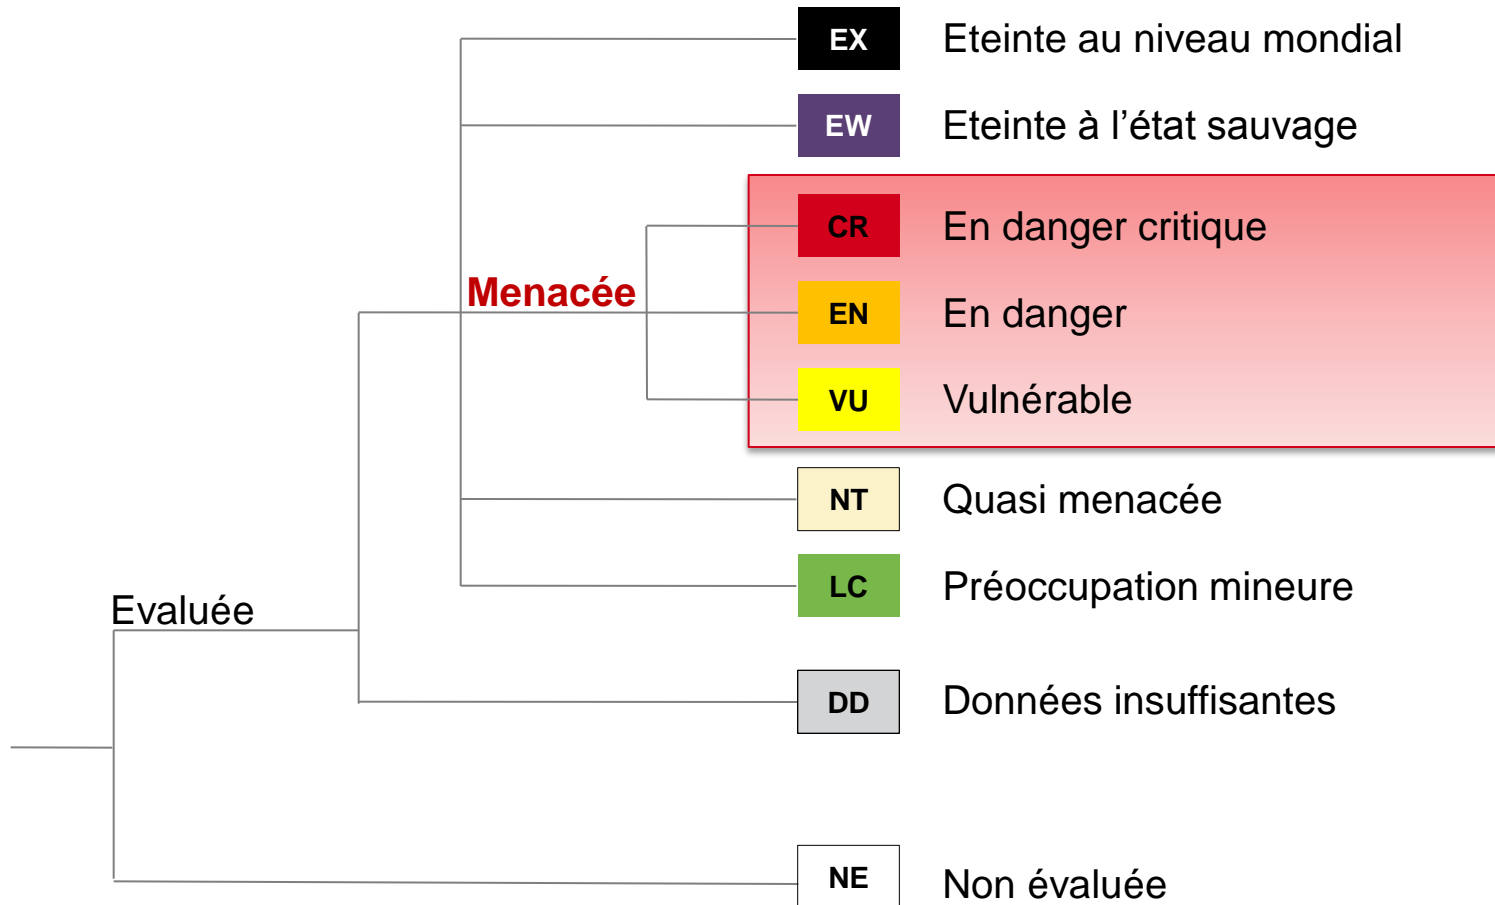 EX Eteinte au niveau mondial
EW Eteinte à l’état sauvage
CR En danger critique
Menacée
EN En danger
VU Vulnérable
NT Quasi menacée
LC Préoccupation mineure
Evaluée
DD Données insuffisantes
NE Non évaluée